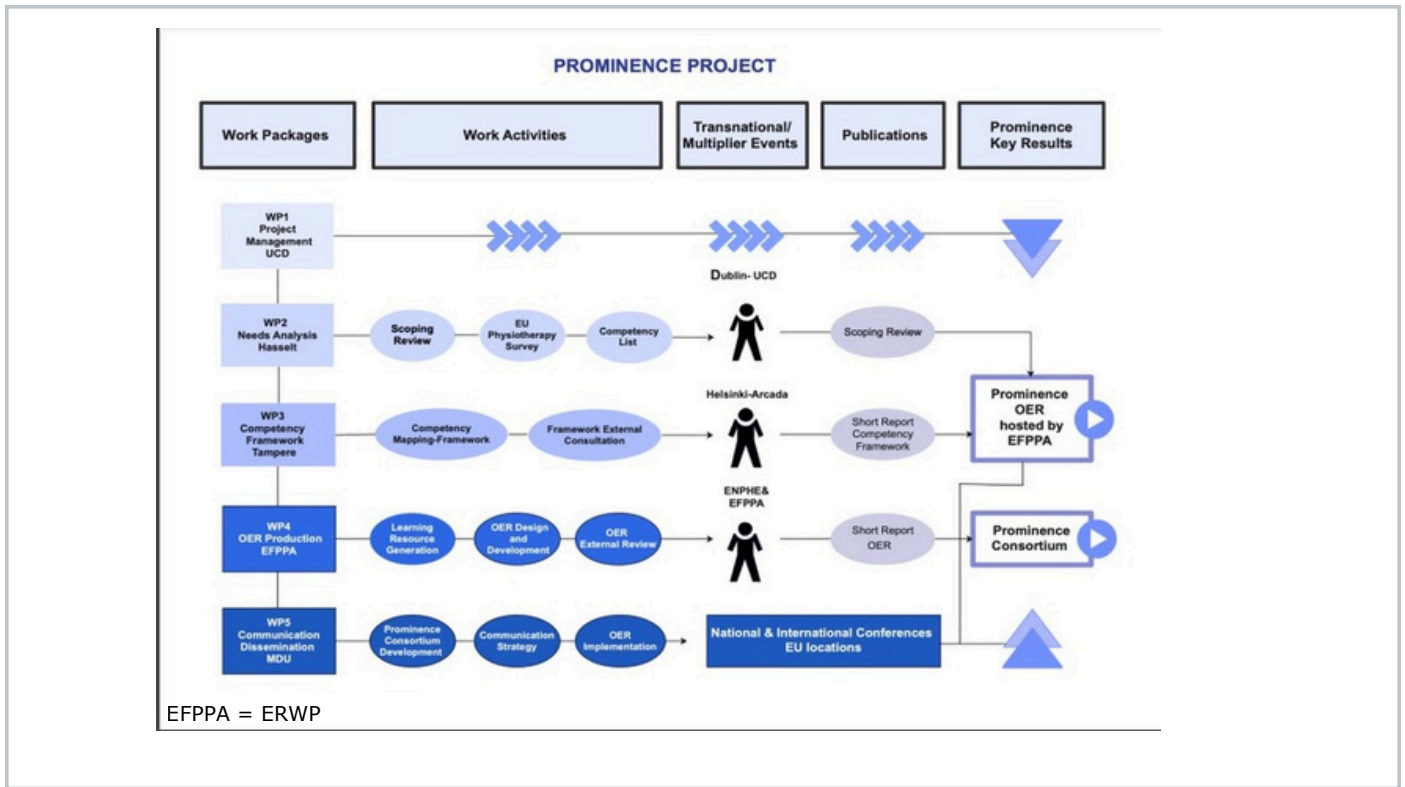 PROMINENCE PROJECT
Work Packages
Work Activities
Transnational/
Multiplier Events
Publications
Prominence
Key Results
WP1
Project
Management
UCD
Dublin- UCD
WP2
Needs Analysis
Hasselt
Scoping
Review
EU
Physiotherapy
Survey
Competency
List
Scoping Review
Helsinki-Arcada
WP3
Competency
Framework
Tampere
Competency
Mapping-Framework
Framework External
Consultation
Short Report
Competency
Framework
Prominence
OER
hosted by
EFPPA
ENPHE&
EFPPA
WP4
OER Production
EFPPA
Learning
Resource
Generation
OER Design
and
Development
OER
External Review
Short Report
OER
Prominence
Consortium
WP5
Communication
Dissemination
MDU
Prominence
Consortium
Development
Communication
Strategy
OER
Implementation
National & International Conferences
EU locations
EFPPA = ERWP